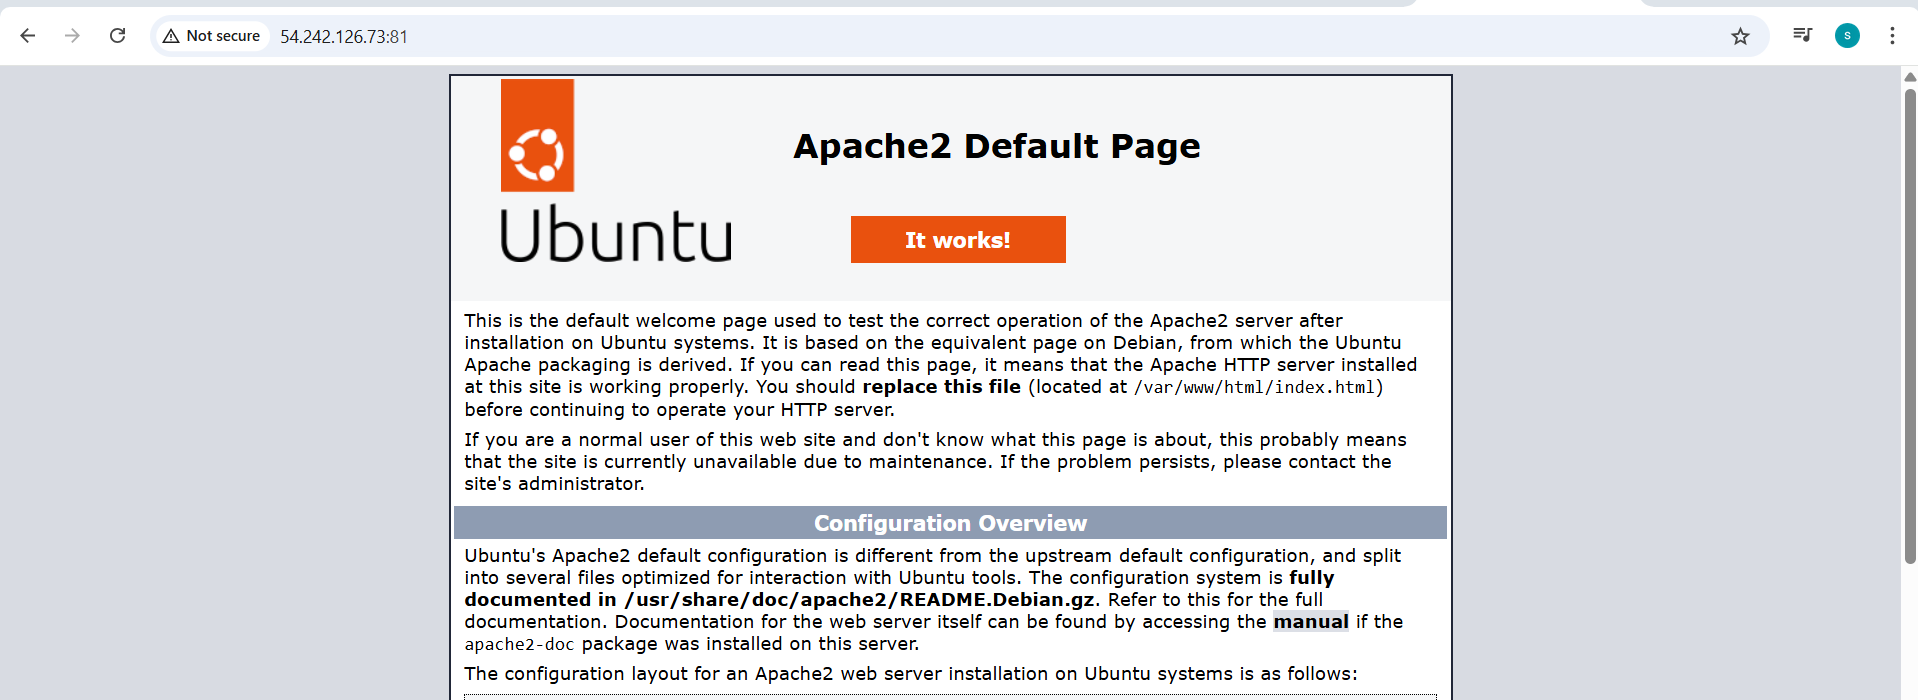 Not secure 54.242.126.73:81
s
Apache2 Default Page
Ubuntu
It works!
This is the default welcome page used to test the correct operation of the Apache2 server after
installation on Ubuntu systems. It is based on the equivalent page on Debian, from which the Ubuntu
Apache packaging is derived. If you can read this page, it means that the Apache HTTP server installed
at this site is working properly. You should replace this file (located at /var/www/html/index.html)
before continuing to operate your HTTP server.
If you are a normal user of this web site and don't know what this page is about, this probably means
that the site is currently unavailable due to maintenance. If the problem persists, please contact the
site's administrator.
Configuration Overview
Ubuntu's Apache2 default configuration is different from the upstream default configuration, and split
into several files optimized for interaction with Ubuntu tools. The configuration system is fully
documented in /usr/share/doc/apache2/README.Debian.gz. Refer to this for the full
documentation. Documentation for the web server itself can be found by accessing the manual if the
apache2-doc package was installed on this server.
The configuration layout for an Apache2 web server installation on Ubuntu systems is as follows: